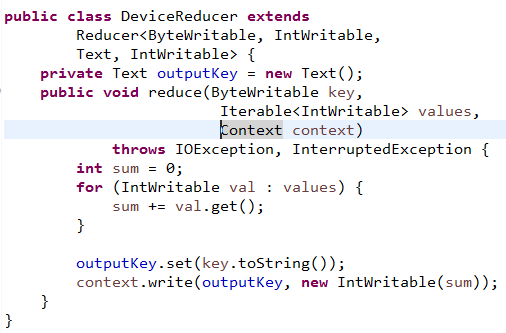 public class DeviceReducer extends
        Reducer<ByteWritable, IntWritable,
        Text, IntWritable> {
    private Text outputKey = new Text();
    public void reduce(ByteWritable key,
                        Iterable<IntWritable> values,
                        Context context)
            throws IOException, InterruptedException {
        int sum = 0;
        for (IntWritable val : values) {
            sum += val.get();
        }

        outputKey.set(key.toString());
        context.write(outputKey, new IntWritable(sum));
    }
}